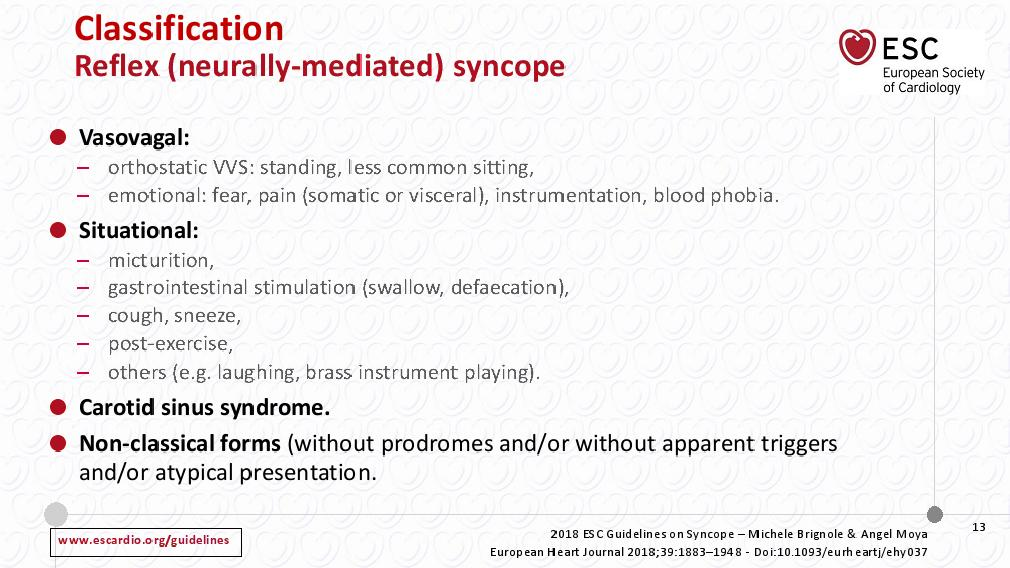 Classification
Reflex (neurally-mediated) syncope
ESC
European Society
of Cardiology
● Vasovagal:
– orthostatic VVS: standing, less common sitting,
– emotional: fear, pain (somatic or visceral), instrumentation, blood phobia.
● Situational:
– micturition,
– gastrointestinal stimulation (swallow, defaecation),
– cough, sneeze,
– post-exercise,
– others (e.g. laughing, brass instrument playing).
● Carotid sinus syndrome.
● Non-classical forms (without prodromes and/or without apparent triggers
and/or atypical presentation.
www.escardio.org/guidelines
2018 ESC Guidelines on Syncope – Michele Brignole & Angel Moya
European Heart Journal 2018;39:1883–1948 - Doi:10.1093/eurheartj/ehy037
13